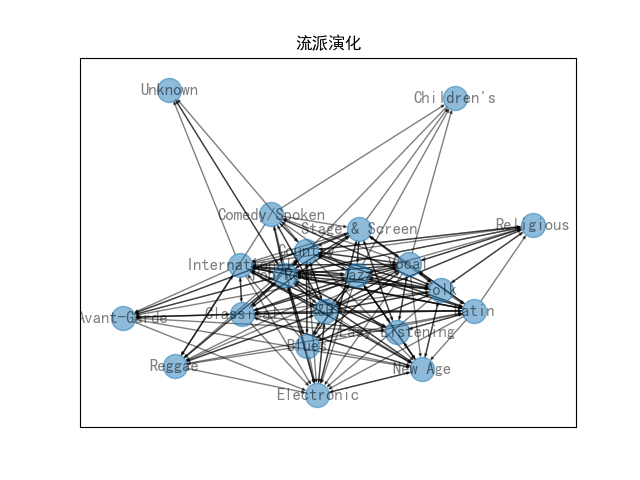 流派演化
Unknown
Children's
Comedy/Spoken
Stage & Screen
Religious
Country
International
Vocal
Jazz
Folk
Avant-Garde
Classical
R&B
Latin
Easy Listening
Blues
Reggae
New Age
Electronic